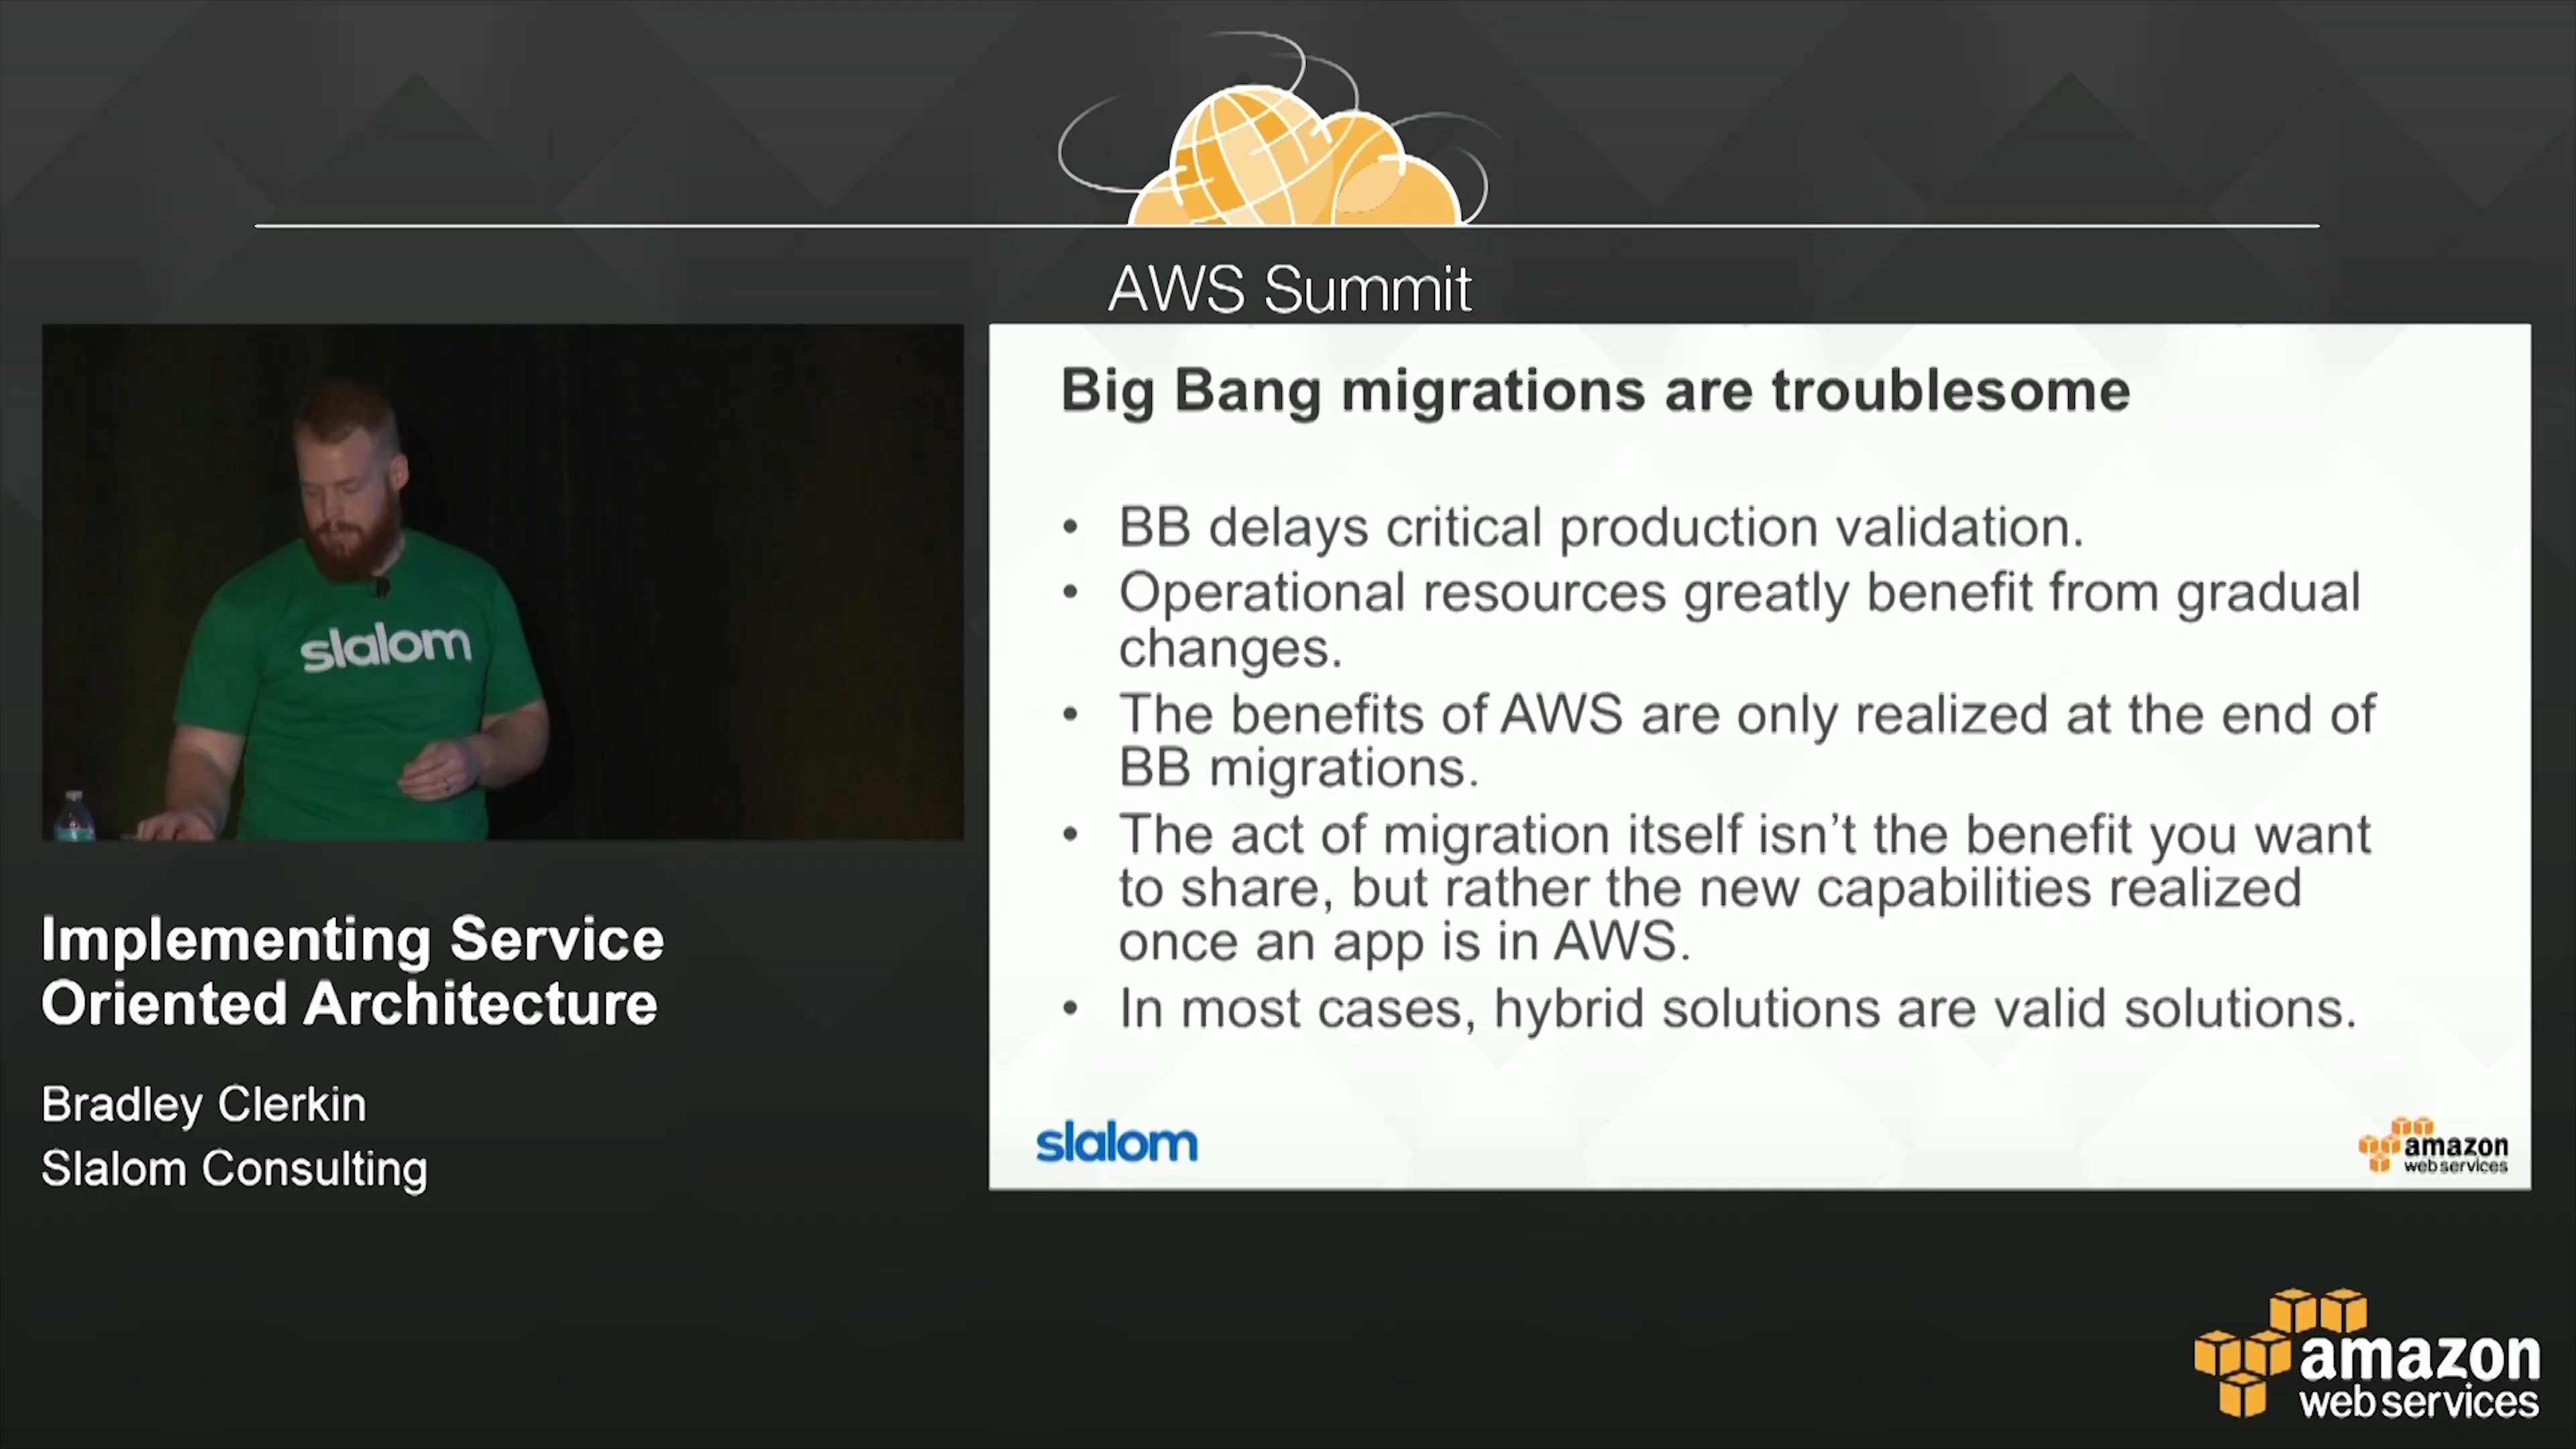 AWS Summit
slalom
Implementing Service
Oriented Architecture
Bradley Clerkin
Slalom Consulting
Big Bang migrations are troublesome
• BB delays critical production validation.
• Operational resources greatly benefit from gradual
changes.
• The benefits of AWS are only realized at the end of
BB migrations.
• The act of migration itself isn’t the benefit you want
to share, but rather the new capabilities realized
once an app is in AWS.
• In most cases, hybrid solutions are valid solutions.
slalom
amazon
web services
amazon
web services